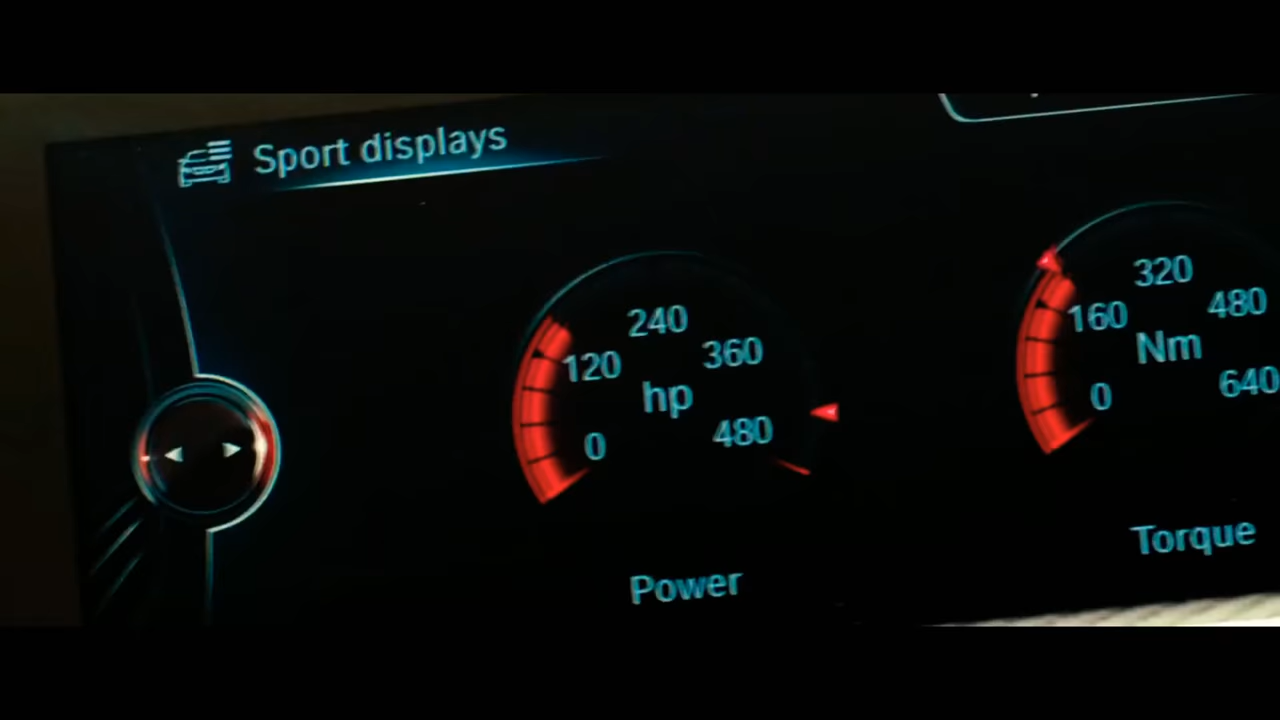 Sport displays
240
120
360
hp
0
480
Power
320
160
480
Nm
0
640
Torque